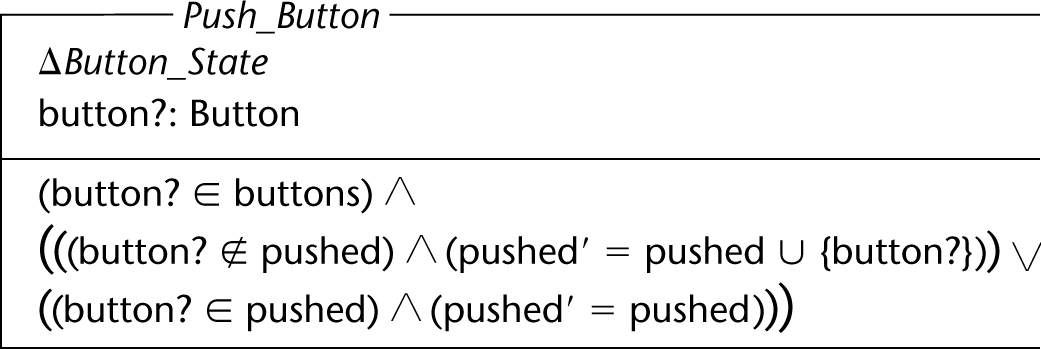 Push_Button
ΔButton_State
button?: Button
(button? ∈ buttons) ∧
(((button? ∉ pushed) ∧ (pushed′ = pushed ∪ {button?})) ∨
((button? ∈ pushed) ∧ (pushed′ = pushed)))